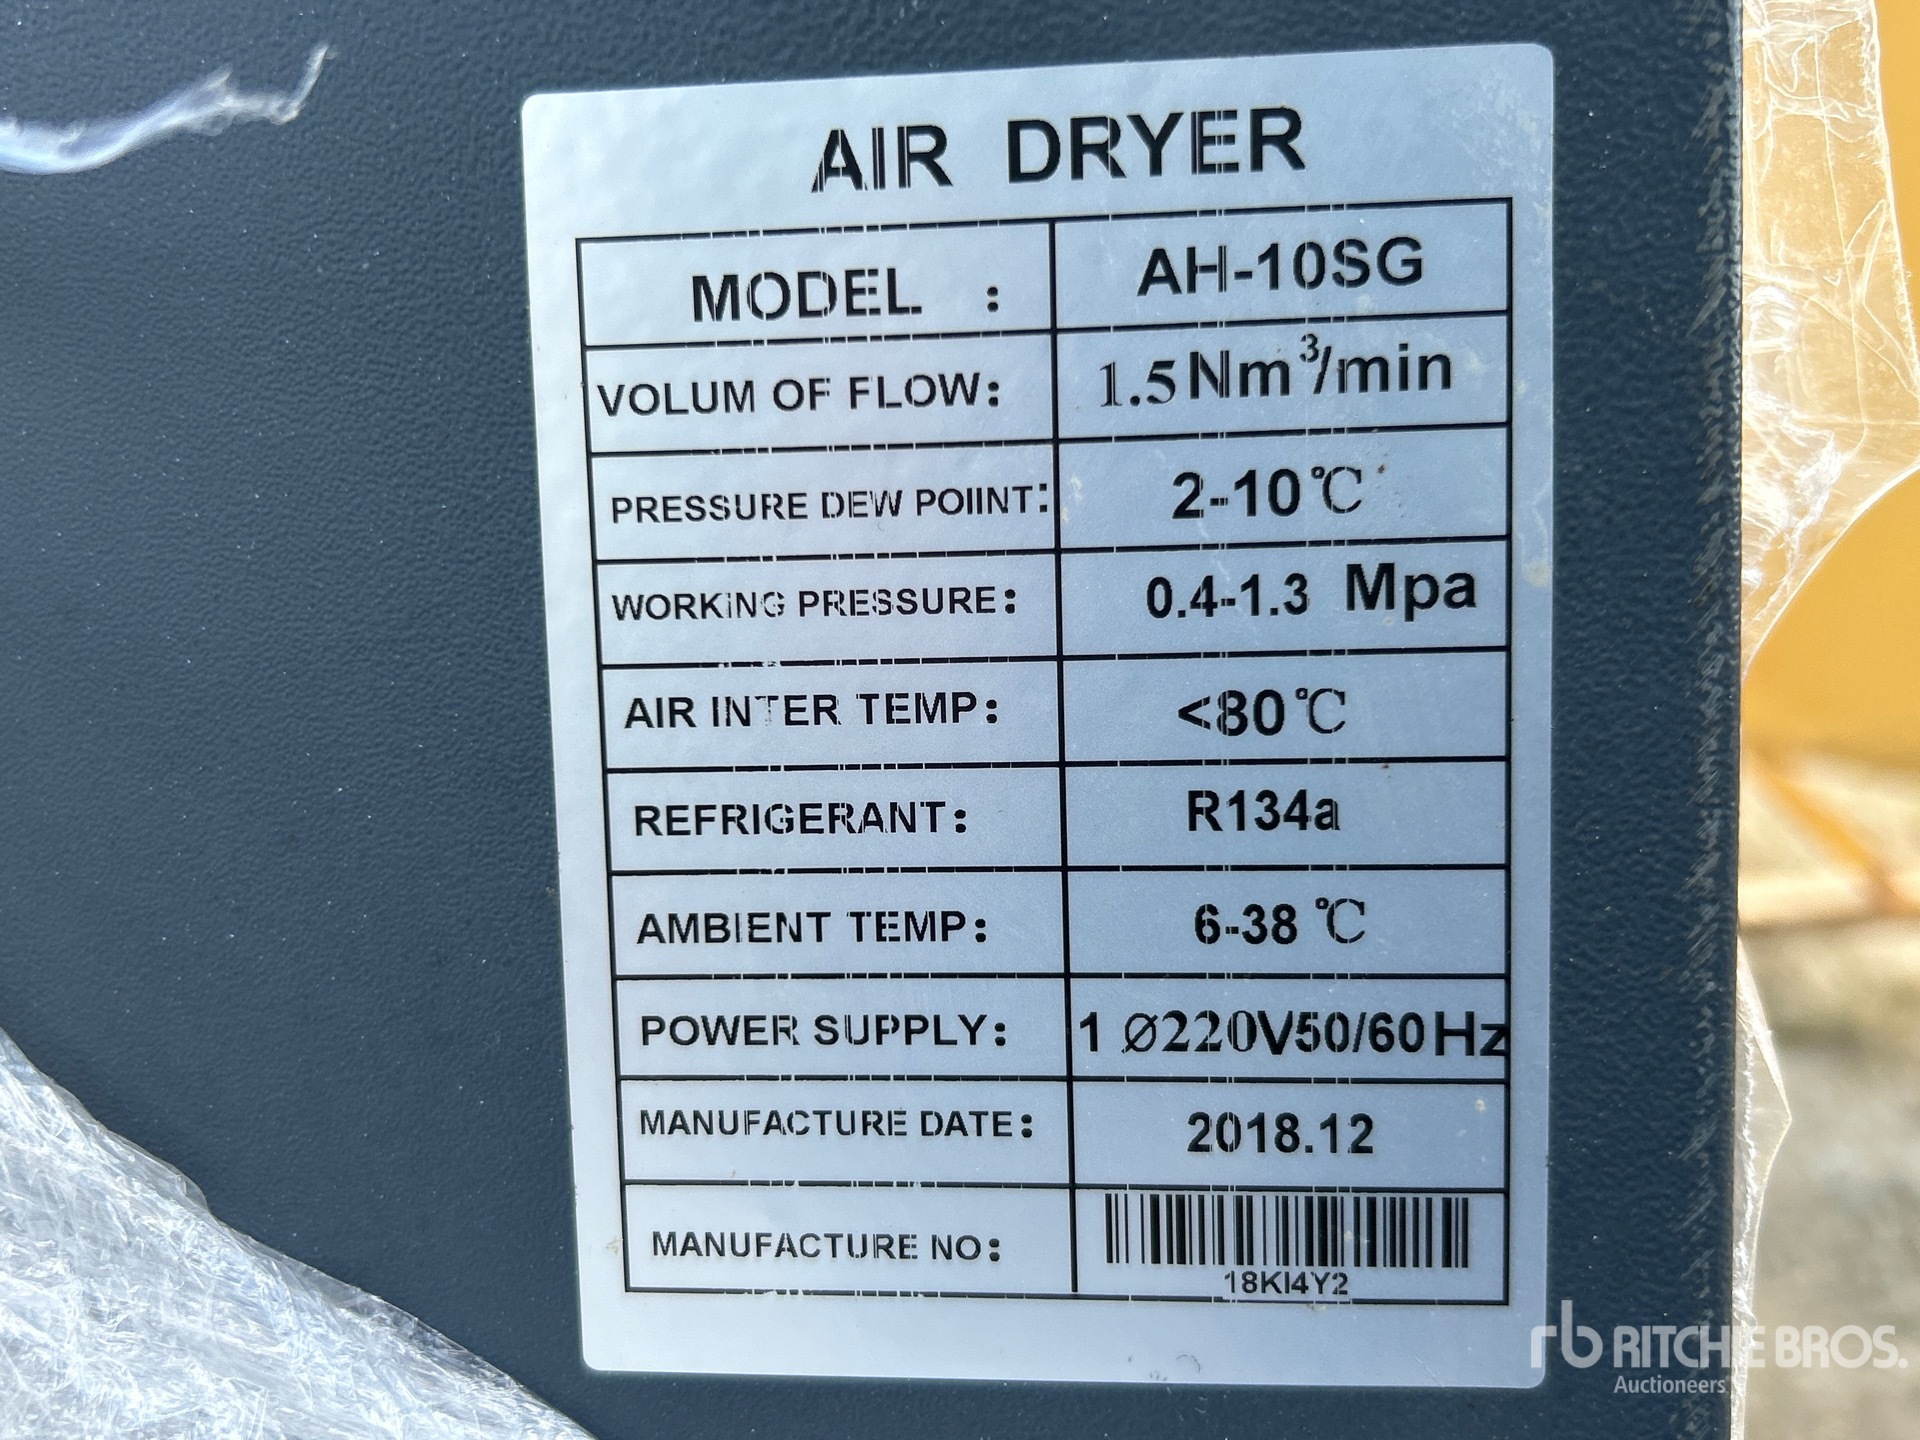 AIR DRYER
MODEL : AH-10SG
VOLUM OF FLOW: 1.5Nm³/min
PRESSURE DEW POIINT: 2-10℃
WORKING PRESSURE: 0.4-1.3 Mpa
AIR INTER TEMP: <80℃
REFRIGERANT: R134a
AMBIENT TEMP: 6-38 ℃
POWER SUPPLY: 1 Ø220V50/60Hz
MANUFACTURE DATE: 2018.12
MANUFACTURE NO:
18KI4Y2
rb RITCHIE BROS.
Auctioneers